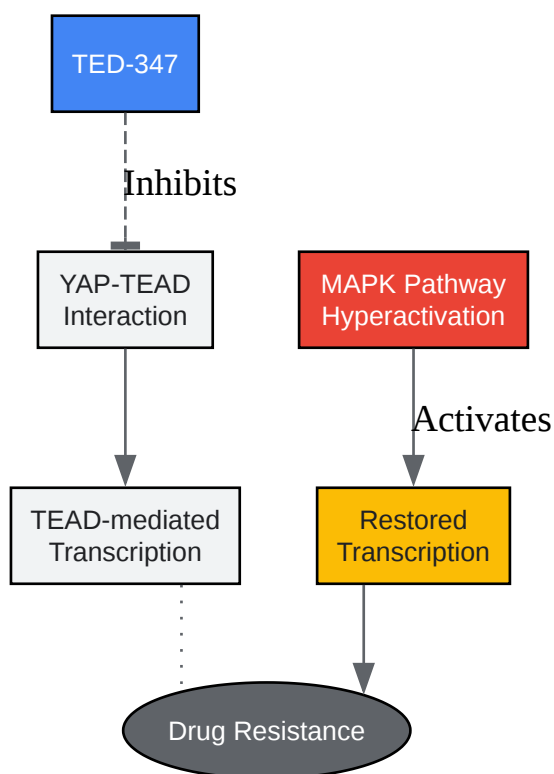 TED-347
Inhibits
YAP-TEAD
Interaction
MAPK Pathway
Hyperactivation
Activates
TEAD-mediated
Transcription
Restored
Transcription
Drug Resistance